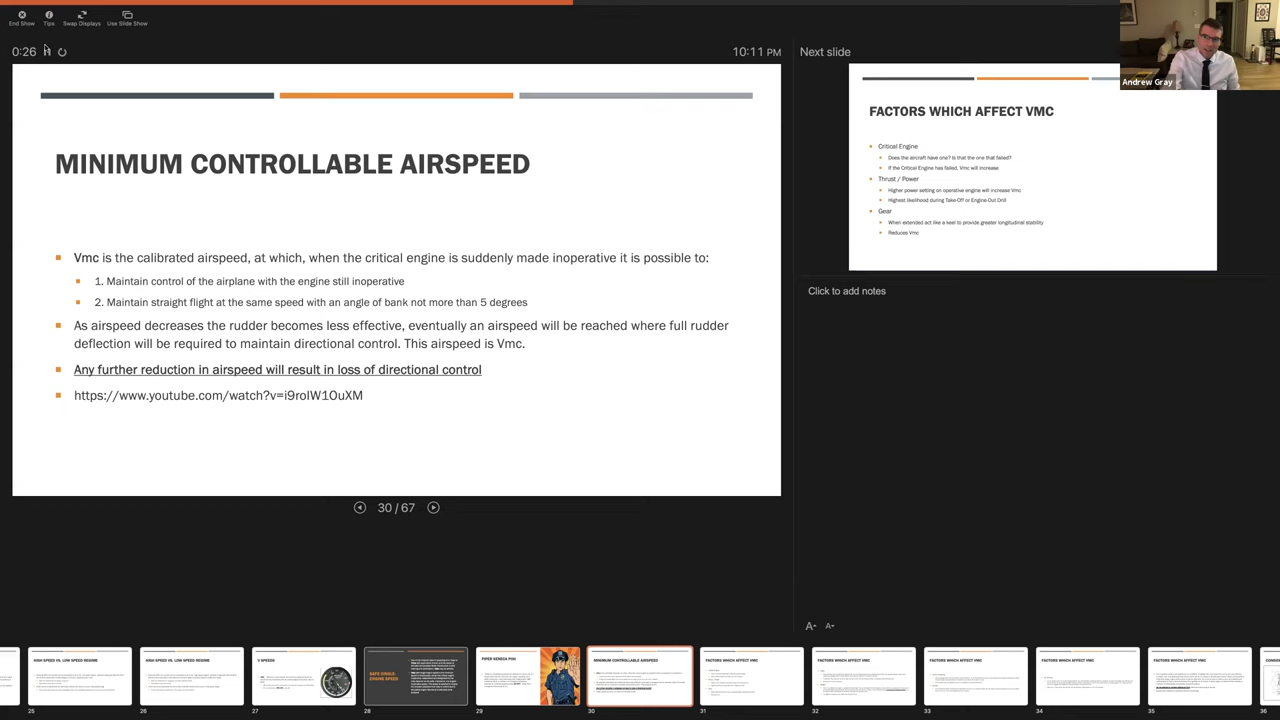 End Show
Tips
Swap Displays
Use Slide Show
0:26
10:11 PM
Next slide
Andrew Gray
MINIMUM CONTROLLABLE AIRSPEED
Vmc is the calibrated airspeed, at which, when the critical engine is suddenly made inoperative it is possible to:
1. Maintain control of the airplane with the engine still inoperative
2. Maintain straight flight at the same speed with an angle of bank not more than 5 degrees
As airspeed decreases the rudder becomes less effective, eventually an airspeed will be reached where full rudder
deflection will be required to maintain directional control. This airspeed is Vmc.
Any further reduction in airspeed will result in loss of directional control
https://www.youtube.com/watch?v=i9roIW1OuXM
30 / 67
FACTORS WHICH AFFECT VMC
Critical Engine
Does the aircraft have one? Is that the one that failed?
If the Critical Engine has failed, Vmc will increase
Thrust / Power
Higher power setting on operative engine will increase Vmc
Highest likelihood during Take-Off or Engine-Out Drill
Gear
When extended act like a keel to provide greater longitudinal stability
Reduces Vmc
Click to add notes
A
A
HIGH SPEED VS. LOW SPEED REGIME
HIGH SPEED VS. LOW SPEED REGIME
V SPEEDS
SAFE SINGLE-
ENGINE SPEED
PIPER SENECA POH
MINIMUM CONTROLLABLE AIRSPEED
FACTORS WHICH AFFECT VMC
FACTORS WHICH AFFECT VMC
FACTORS WHICH AFFECT VMC
FACTORS WHICH AFFECT VMC
FACTORS WHICH AFFECT VMC
25
26
27
28
29
30
31
32
33
34
35
36